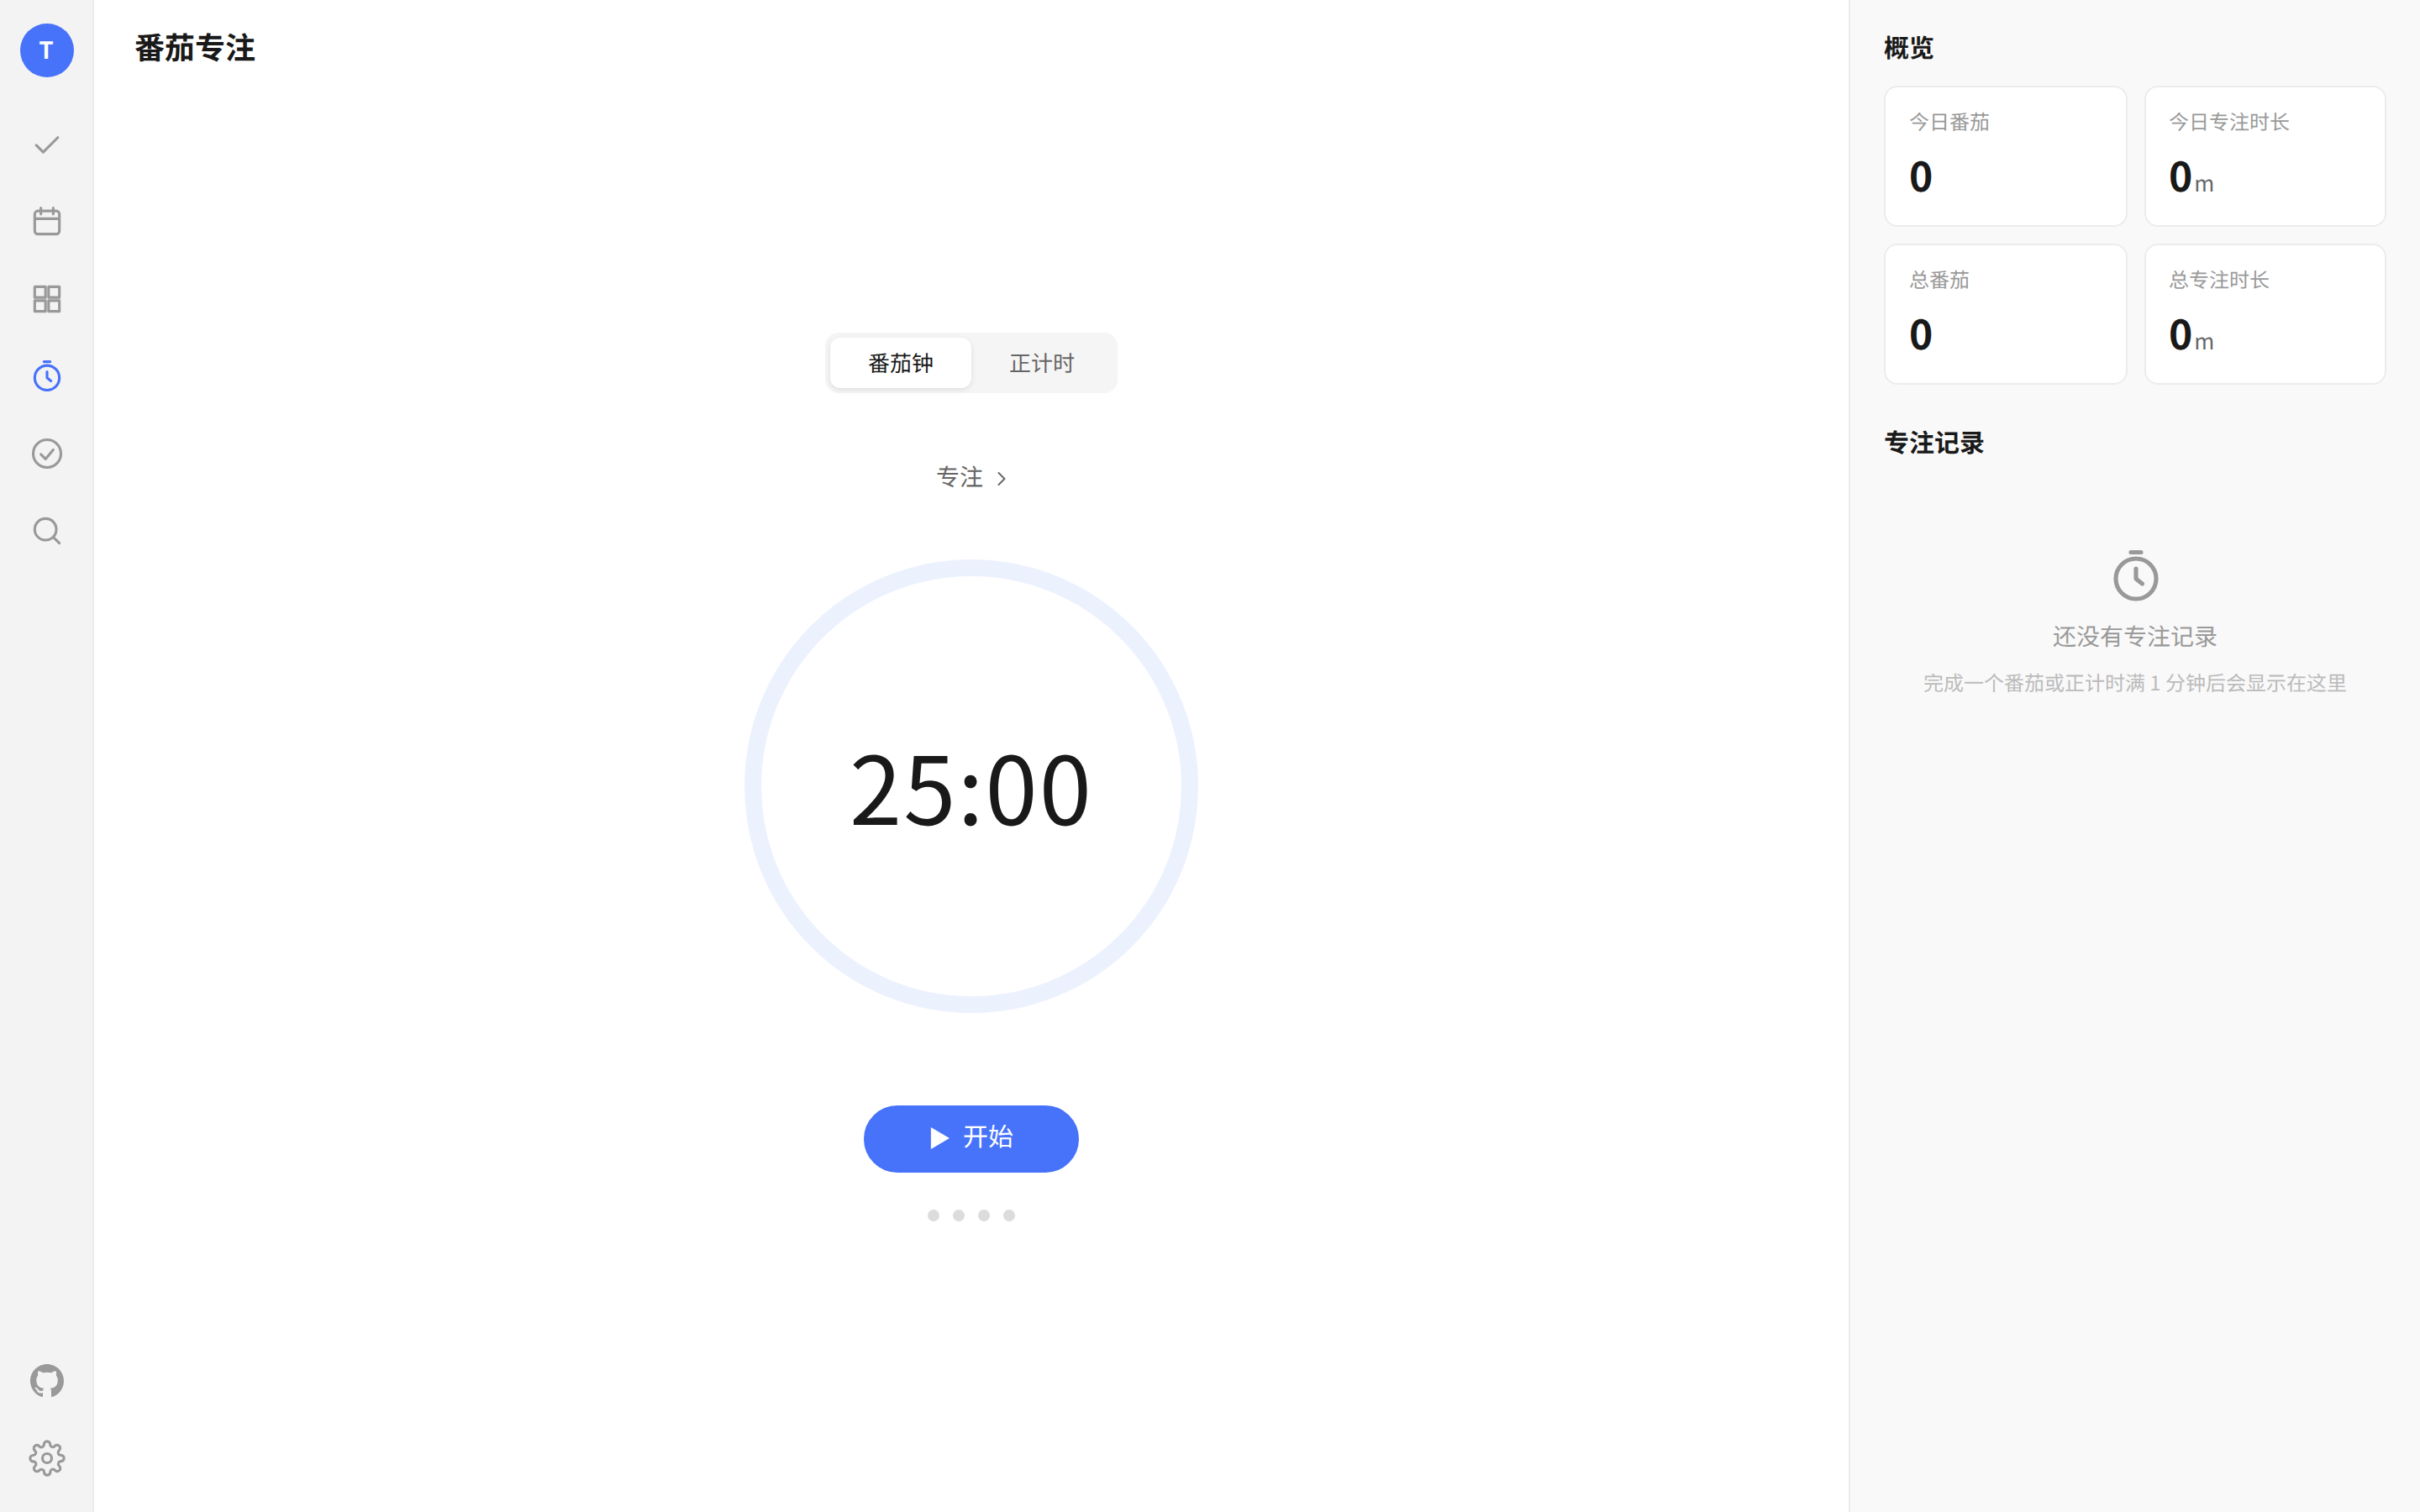 T
番茄专注
番茄钟
正计时
专注
25:00
开始
概览
今日番茄
0
今日专注时长
0m
总番茄
0
总专注时长
0m
专注记录
还没有专注记录
完成一个番茄或正计时满 1 分钟后会显示在这里